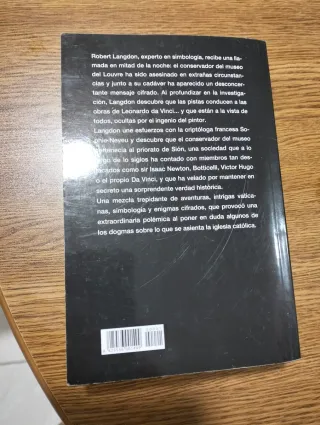 Robert Langdon, experto en simbología, recibe una lla-
mada en mitad de la noche: el conservador del museo
del Louvre ha sido asesinado en extrañas circunstan-
cias y junto a su cadáver ha aparecido un desconcer-
tante mensaje cifrado. Al profundizar en la investiga-
ción, Langdon descubre que las pistas conducen a las
obras de Leonardo da Vinci... y que están a la vista de
todos, ocultas por el ingenio del pintor.
Langdon une esfuerzos con la criptóloga francesa So-
phie Neveu y descubre que el conservador del museo
pertenecía al priorato de Sión, una sociedad que a lo
largo de lo siglos ha contado con miembros tan des-
tacados como sir Isaac Newton, Botticelli, Victor Hugo
o el propio Da Vinci, y que ha velado por mantener en
secreto una sorprendente verdad histórica.
Una mezcla trepidante de aventuras, intrigas vatica-
nas, simbología y enigmas cifrados, que provocó una
extraordinaria polémica al poner en duda algunos de
los dogmas sobre lo que se asienta la iglesia católica.